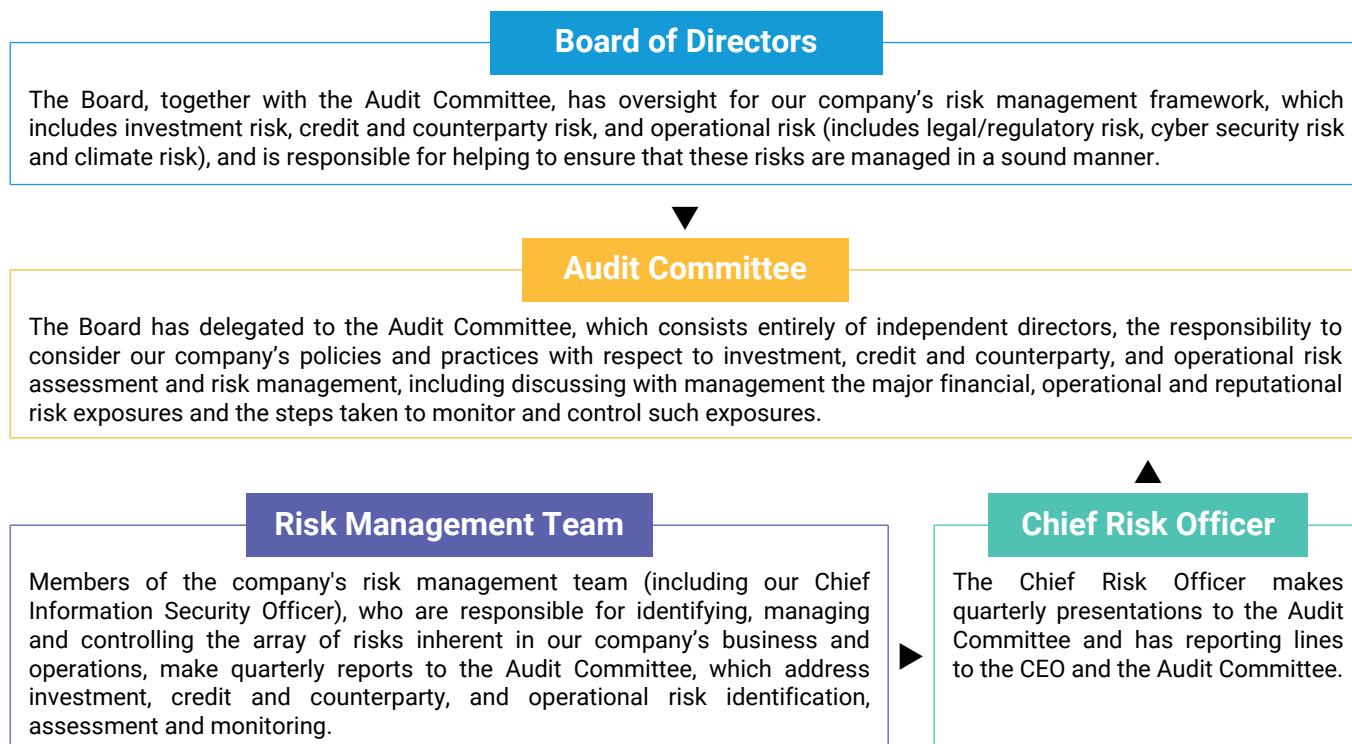 Board of Directors
The Board, together with the Audit Committee, has oversight for our company's risk management framework, which
includes investment risk, credit and counterparty risk, and operational risk (includes legal/regulatory risk, cyber security risk
and climate risk), and is responsible for helping to ensure that these risks are managed in a sound manner.
Audit Committee
The Board has delegated to the Audit Committee, which consists entirely of independent directors, the responsibility to
consider our company's policies and practices with respect to investment, credit and counterparty, and operational risk
assessment and risk management, including discussing with management the major financial, operational and reputational
risk exposures and the steps taken to monitor and control such exposures.
Risk Management Team
Members of the company's risk management team (including our Chief
Information Security Officer), who are responsible for identifying, managing
and controlling the array of risks inherent in our company's business and
operations, make quarterly reports to the Audit Committee, which address
investment, credit and counterparty, and operational risk identification,
assessment and monitoring.
Chief Risk Officer
The Chief Risk Officer makes
quarterly presentations to the Audit
Committee and has reporting lines
to the CEO and the Audit Committee.